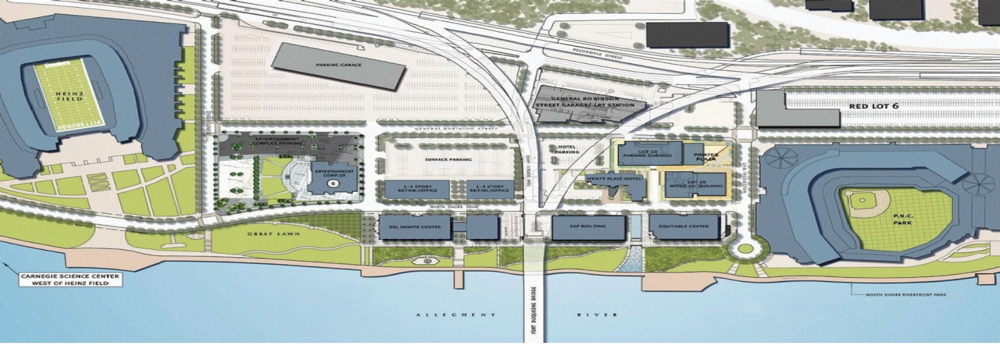 REEDSDALE STREET
PARKING GARAGE
Steelers
HEINZ
FIELD
PITTSBURGH
GENERAL ROBINSON
STREET GARAGE/ LRT STATION
RED LOT 6
GENERAL ROBINSON STREET
ENTERTAINMENT
COMPLEX PARKING
SURFACE PARKING
HOTEL
PARKING
LOT 10
PARKING GARARGE
PIRATES
PLAZA
ENTERTAINMENT
COMPLEX
6
TONY DORSETT DRIVE
MAZEROSKI WAY
1-3 STORY
RETAIL/OFFICE
1-3 STORY
RETAIL/OFFICE
HYATT PLACE HOTEL
LOT 10
MIXED USE BUILDING
NORTH SHORE DRIVE
P.N.C.
PARK
DEL MONTE CENTER
SAP BUILDING
EQUITABLE CENTER
GREAT LAWN
CARNEGIE SCIENCE CENTER
WEST OF HEINZ FIELD
NORTH SHORE RIVERFRONT PARK
FORT DUQUESNE BRIDGE
ALLEGHENY RIVER